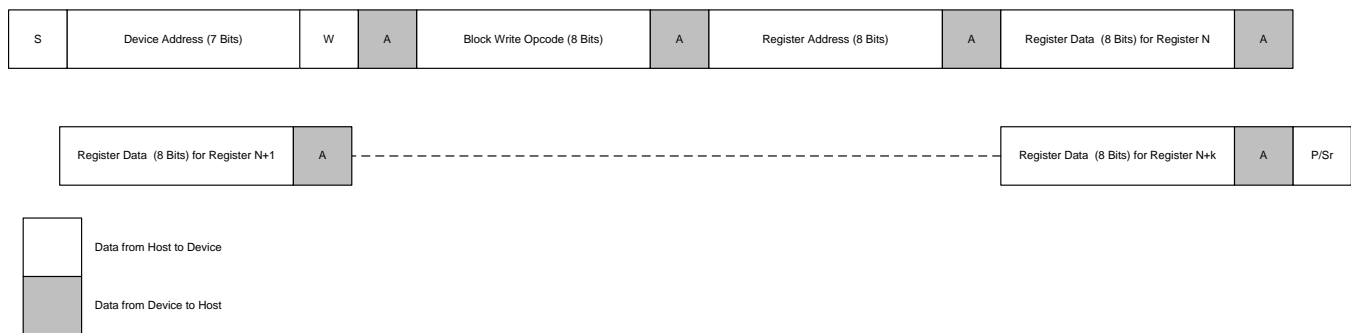 S Device Address (7 Bits) W A Block Write Opcode (8 Bits) A Register Address (8 Bits) A Register Data (8 Bits) for Register N A
Register Data (8 Bits) for Register N+1 A Register Data (8 Bits) for Register N+k A P/Sr
Data from Host to Device
Data from Device to Host